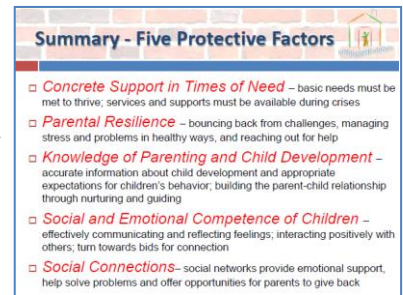 Summary - Five Protective Factors
Concrete Support in Times of Need – basic needs must be
met to thrive; services and supports must be available during crises
Parental Resilience – bouncing back from challenges, managing
stress and problems in healthy ways, and reaching out for help
Knowledge of Parenting and Child Development –
accurate information about child development and appropriate
expectations for children's behavior; building the parent-child relationship
through nurturing and guiding
Social and Emotional Competence of Children –
effectively communicating and reflecting feelings; interacting positively with
others; turn towards bids for connection
Social Connections– social networks provide emotional support,
help solve problems and offer opportunities for parents to give back